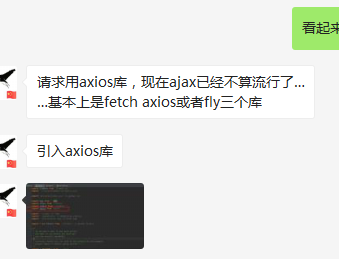 看起来
请求用axios库，现在ajax已经不算流行了...
...基本上是fetch axios或者fly三个库
引入axios库